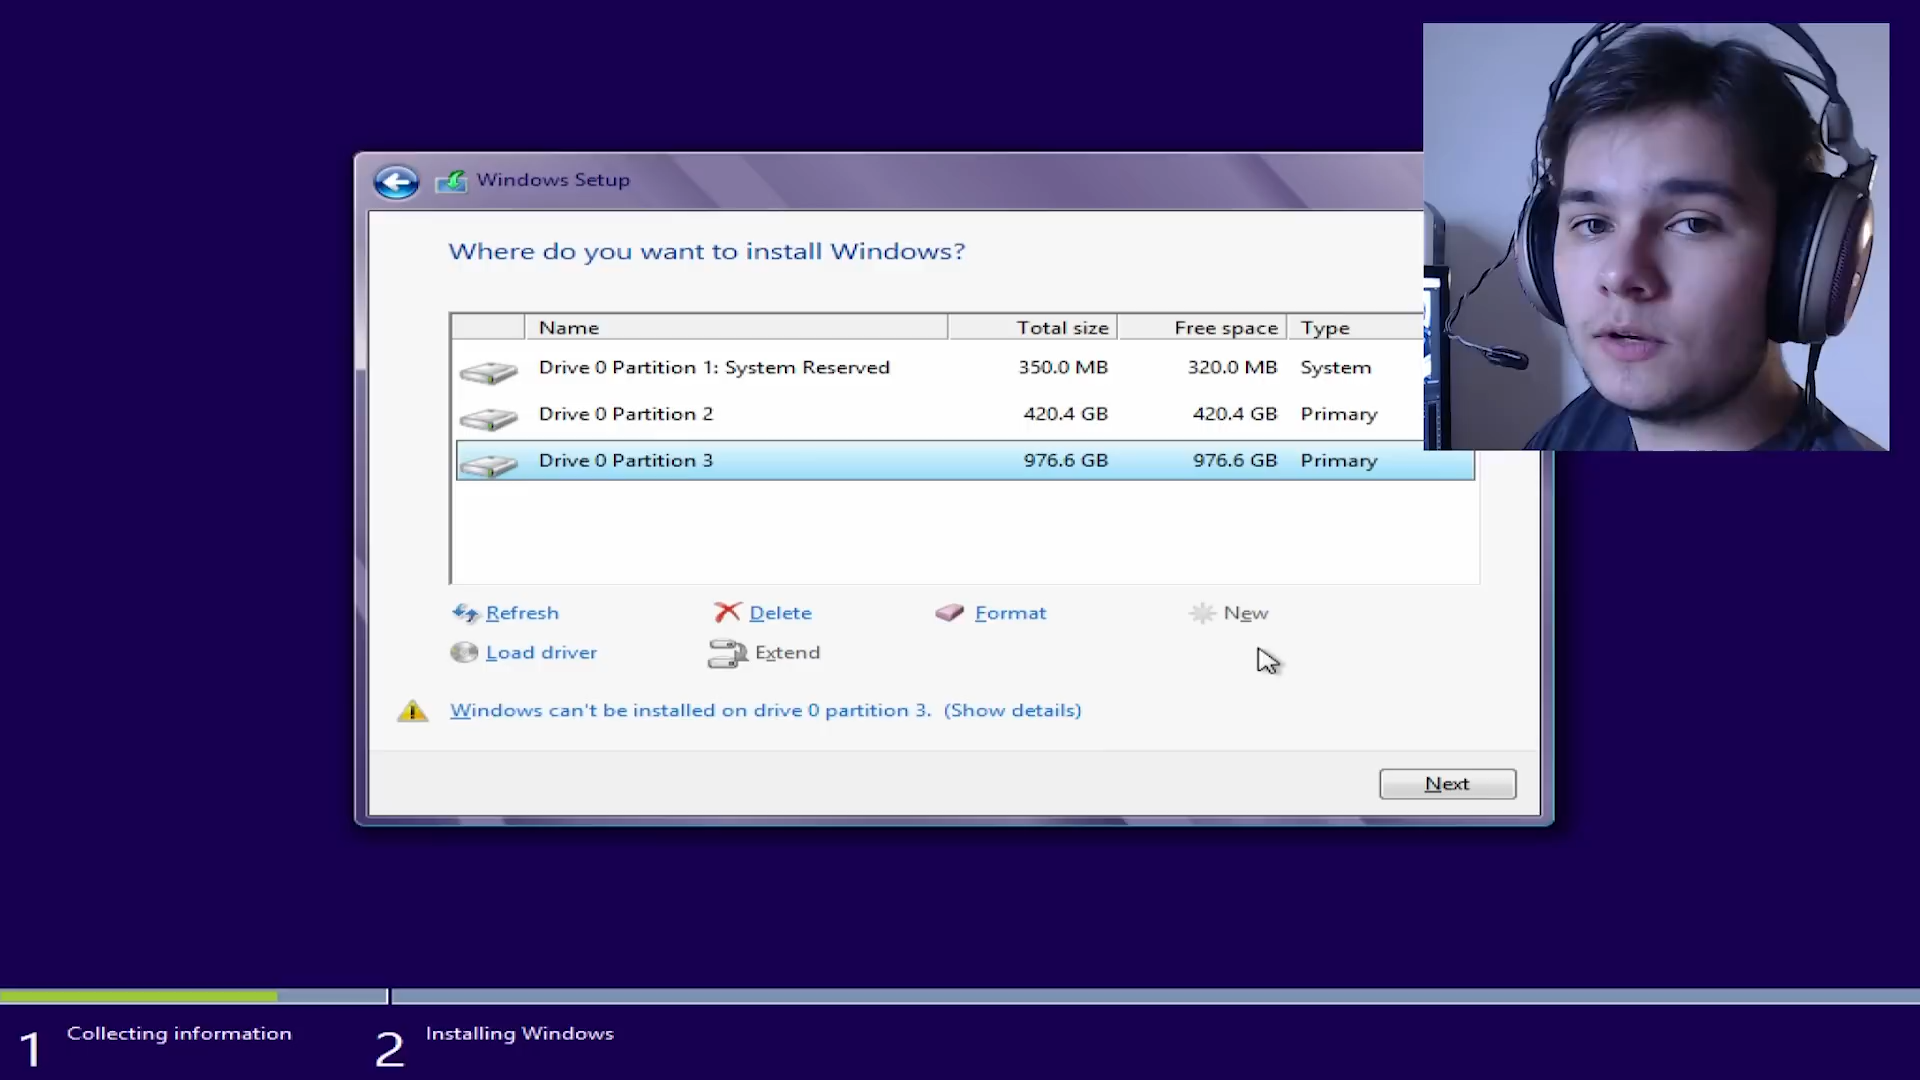 Windows Setup
Where do you want to install Windows?
Name Total size Free space Type
Drive 0 Partition 1: System Reserved 350.0 MB 320.0 MB System
Drive 0 Partition 2 420.4 GB 420.4 GB Primary
Drive 0 Partition 3 976.6 GB 976.6 GB Primary
Refresh Delete Format New
Load driver Extend
Windows can't be installed on drive 0 partition 3. (Show details)
Next
1 Collecting information 2 Installing Windows